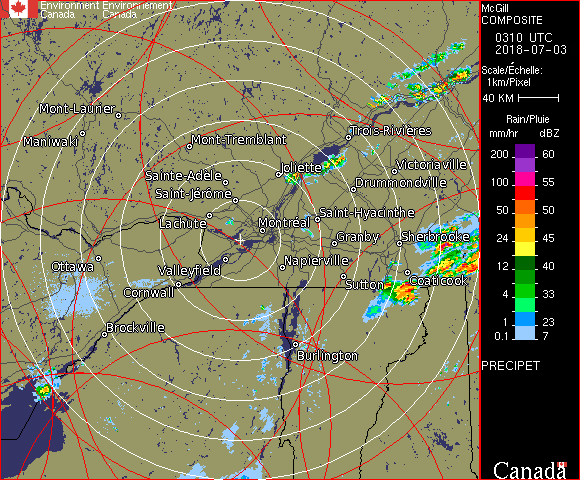 Environment Environnement
Canada Canada
McGill
COMPOSITE
0310 UTC
2018-07-03
Scale/Échelle:
1km/Pixel
40 KM
Rain/Pluie
mm/hr dBZ
200 60
150 57
100 55
50 50
24 45
12 40
4 33
1 23
0.1 7
PRECIPET
Canada
Mont-Laurier
Maniwaki
Mont-Tremblant
Trois-Rivières
Sainte-Adèle
Joliette
Victoriaville
Saint-Jérôme
Drummondville
Lachute
Saint-Hyacinthe
Montréal
Granby
Sherbrooke
Ottawa
Valleyfield
Napierville
Coaticook
Cornwall
Sutton
Brockville
Burlington